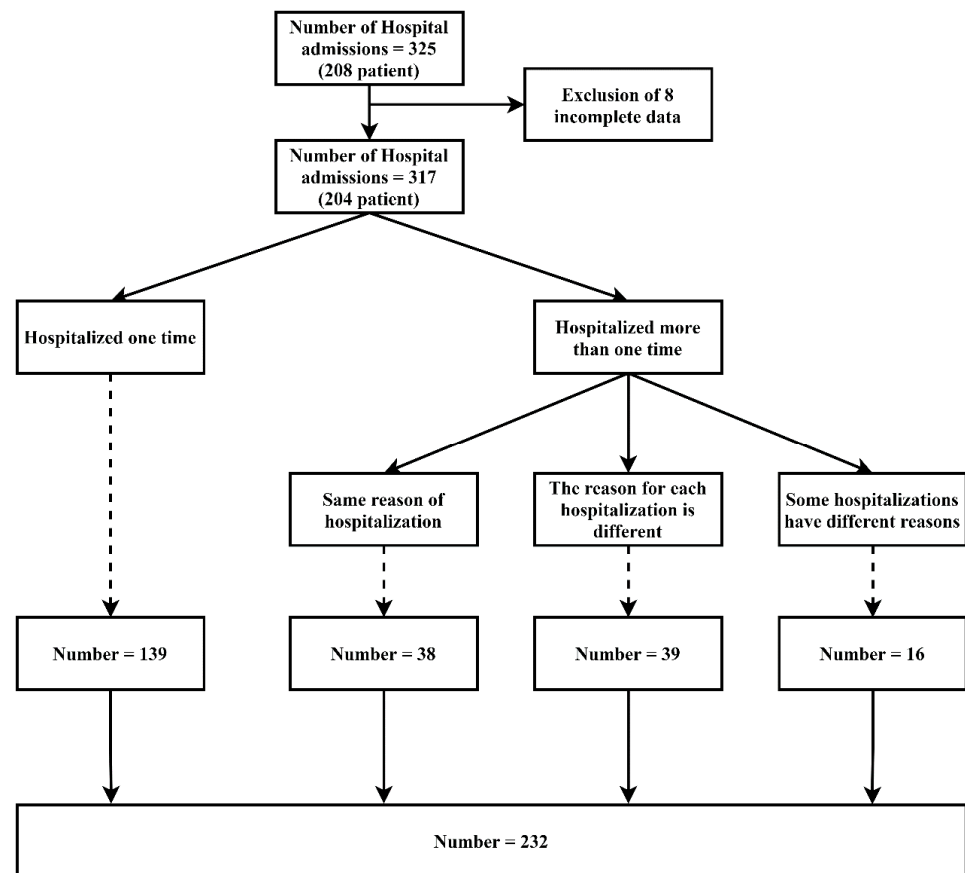 Number of Hospital
admissions = 325
(208 patient)
Exclusion of 8
incomplete data
Number of Hospital
admissions = 317
(204 patient)
Hospitalized one time
Hospitalized more
than one time
Same reason of
hospitalization
The reason for each
hospitalization is
different
Some hospitalizations
have different reasons
Number = 139
Number = 38
Number = 39
Number = 16
Number = 232